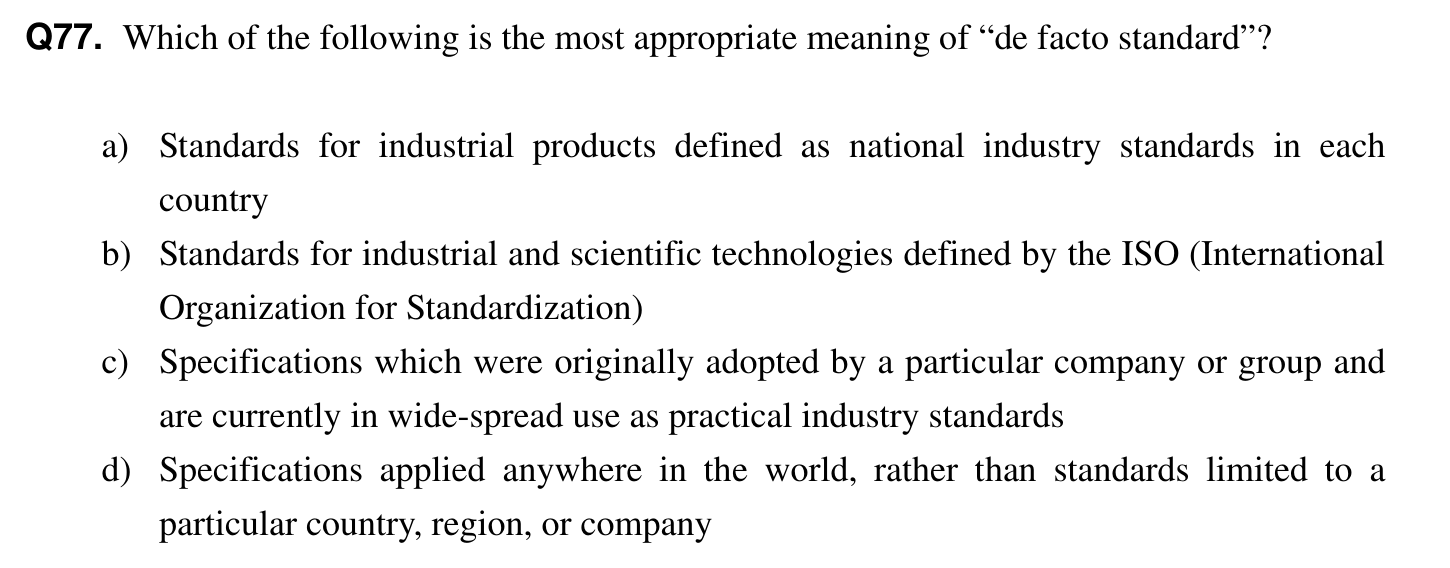 Q77. Which of the following is the most appropriate meaning of “de facto standard”?
a) Standards for industrial products defined as national industry standards in each
country
b) Standards for industrial and scientific technologies defined by the ISO (International
Organization for Standardization)
c) Specifications which were originally adopted by a particular company or group and
are currently in wide-spread use as practical industry standards
d) Specifications applied anywhere in the world, rather than standards limited to a
particular country, region, or company